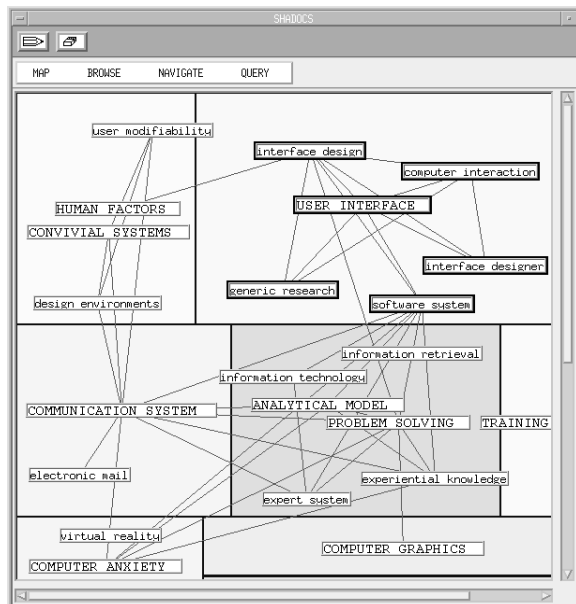 SHADOCS
MAP BROWSE NAVIGATE QUERY
user modifiability
interface design
computer interaction
HUMAN FACTORS
USER INTERFACE
CONVIVIAL SYSTEMS
interface designer
generic research
design environments
software system
information retrieval
information technology
ANALYTICAL MODEL
COMMUNICATION SYSTEM
PROBLEM SOLVING
TRAINING
electronic mail
experiential knowledge
expert system
virtual reality
COMPUTER GRAPHICS
COMPUTER ANXIETY